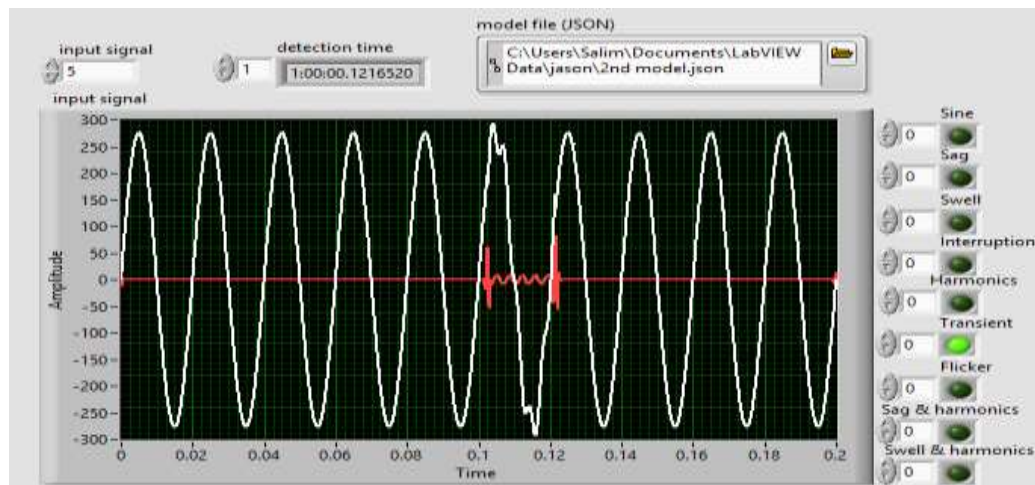 model file (JSON)
input signal
detection time
5
1
1:00:00.1216520
C:\Users\Salim\Documents\LabVIEW
Data\jason\2nd model.json
input signal
300
250
200
150
100
50
0
-50
-100
-150
-200
-250
-300
Amplitude
0
0.02
0.04
0.06
0.08
0.1
0.12
0.14
0.16
0.18
0.2
Time
Sine
0
Sag
0
Swell
0
Interruption
0
Harmonics
0
Transient
0
Flicker
0
Sag & harmonics
0
Swell & harmonics
0